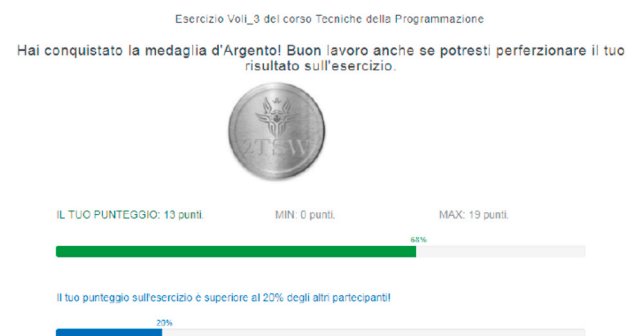 Esercizio Voli_3 del corso Tecniche della Programmazione
Hai conquistato la medaglia d'Argento! Buon lavoro anche se potresti perferzionare il tuo
risultato sull'esercizio.
2TSW
IL TUO PUNTEGGIO: 13 punti. MIN: 0 punti. MAX: 19 punti.
68%
Il tuo punteggio sull'esercizio è superiore al 20% degli altri partecipanti!
20%